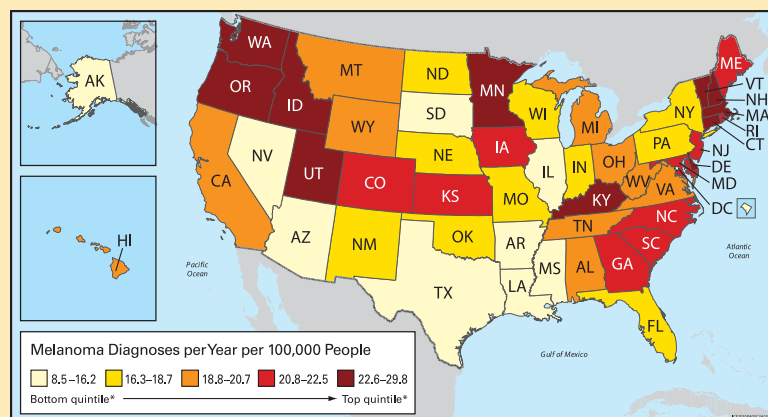 AK
HI
WA
OR
ID
MT
WY
CA
NV
UT
CO
AZ
NM
ND
SD
NE
KS
OK
TX
MN
IA
MO
AR
LA
WI
IL
MI
IN
OH
KY
TN
MS
AL
GA
FL
SC
NC
VA
WV
PA
NY
ME
VT
NH
MA
RI
CT
NJ
DE
MD
DC
Pacific
Ocean
Atlantic
Ocean
Gulf of Mexico
Melanoma Diagnoses per Year per 100,000 People
8.5–16.2 16.3–18.7 18.8–20.7 20.8–22.5 22.6–29.8
Bottom quintile* Top quintile*